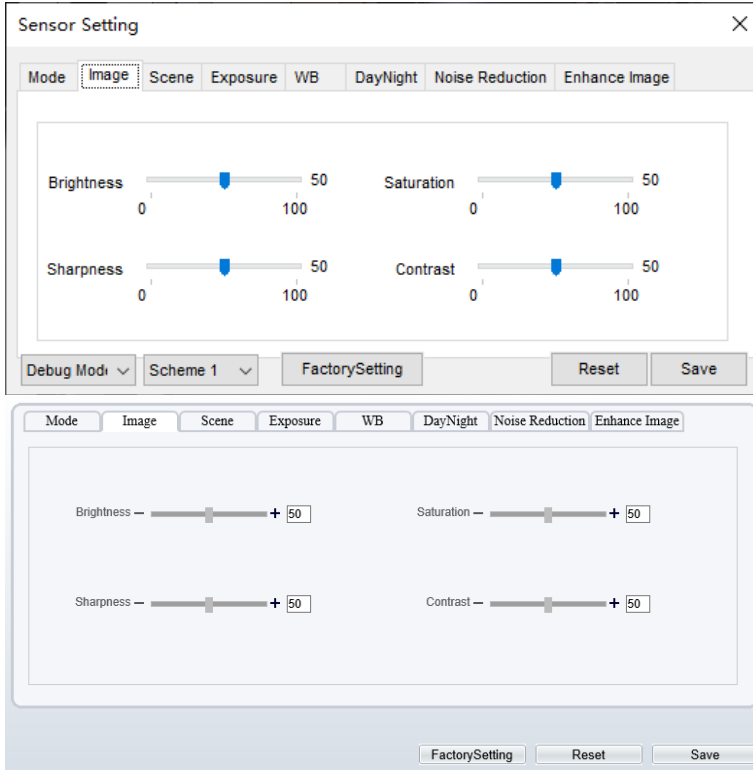 Sensor Setting
Mode Image Scene Exposure WB DayNight Noise Reduction Enhance Image
Brightness 50 Saturation 50
0 100 0 100
Sharpness 50 Contrast 50
0 100 0 100
Debug Mod Scheme 1 FactorySetting Reset Save
Mode Image Scene Exposure WB DayNight Noise Reduction Enhance Image
Brightness − + 50 Saturation − + 50
Sharpness − + 50 Contrast − + 50
FactorySetting Reset Save